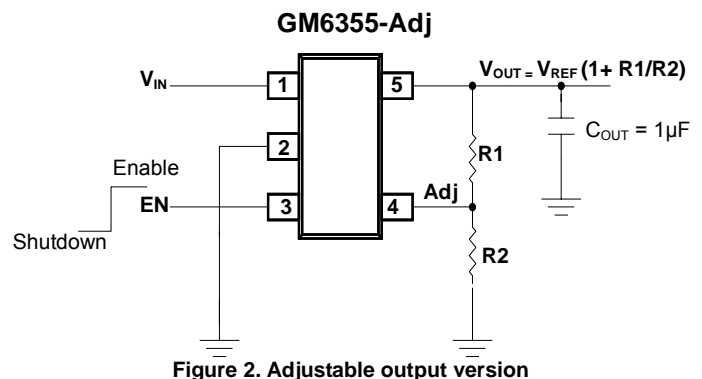 GM6355-Adj
VIN
1
5
VOUT = VREF (1+ R1/R2)
COUT = 1µF
2
R1
Enable
EN
3
4
Adj
Shutdown
R2
Figure 2. Adjustable output version